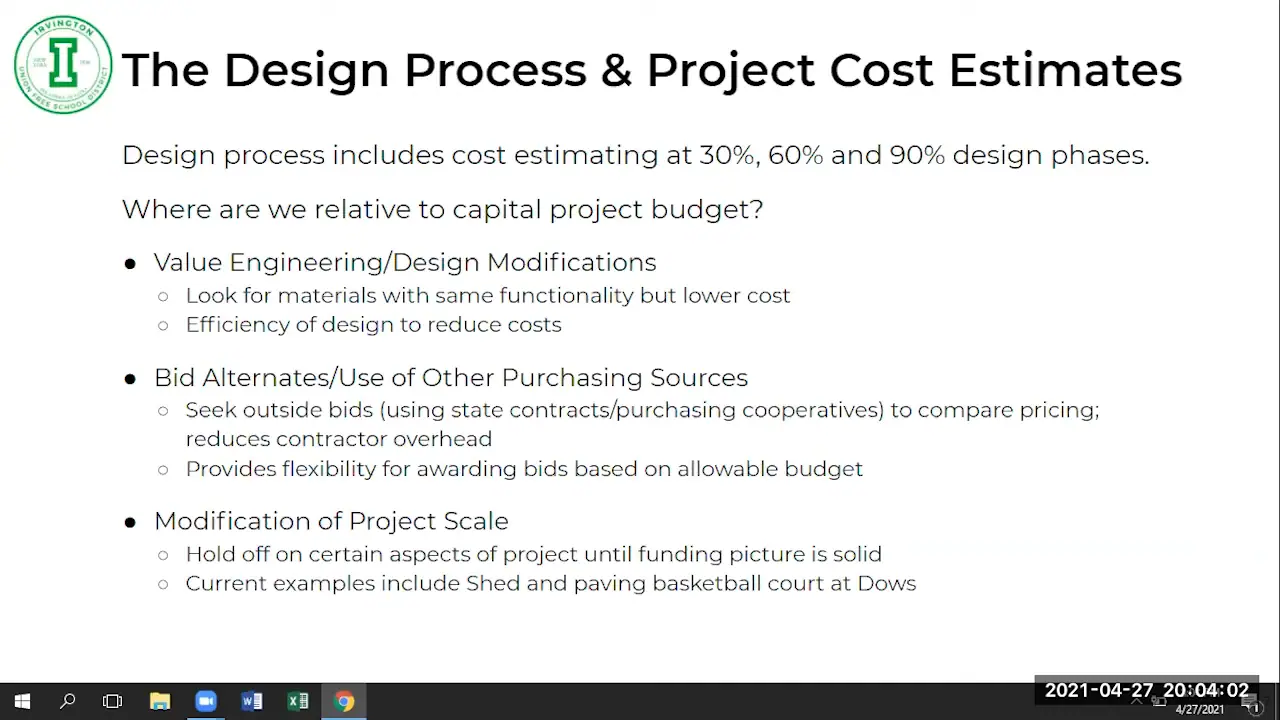 IRVINGTON
I
UNION FREE SCHOOL DISTRICT
The Design Process & Project Cost Estimates
Design process includes cost estimating at 30%, 60% and 90% design phases.
Where are we relative to capital project budget?
● Value Engineering/Design Modifications
○ Look for materials with same functionality but lower cost
○ Efficiency of design to reduce costs
● Bid Alternates/Use of Other Purchasing Sources
○ Seek outside bids (using state contracts/purchasing cooperatives) to compare pricing;
reduces contractor overhead
○ Provides flexibility for awarding bids based on allowable budget
● Modification of Project Scale
○ Hold off on certain aspects of project until funding picture is solid
○ Current examples include Shed and paving basketball court at Dows
2021-04-27 20:04:02
4/27/2021